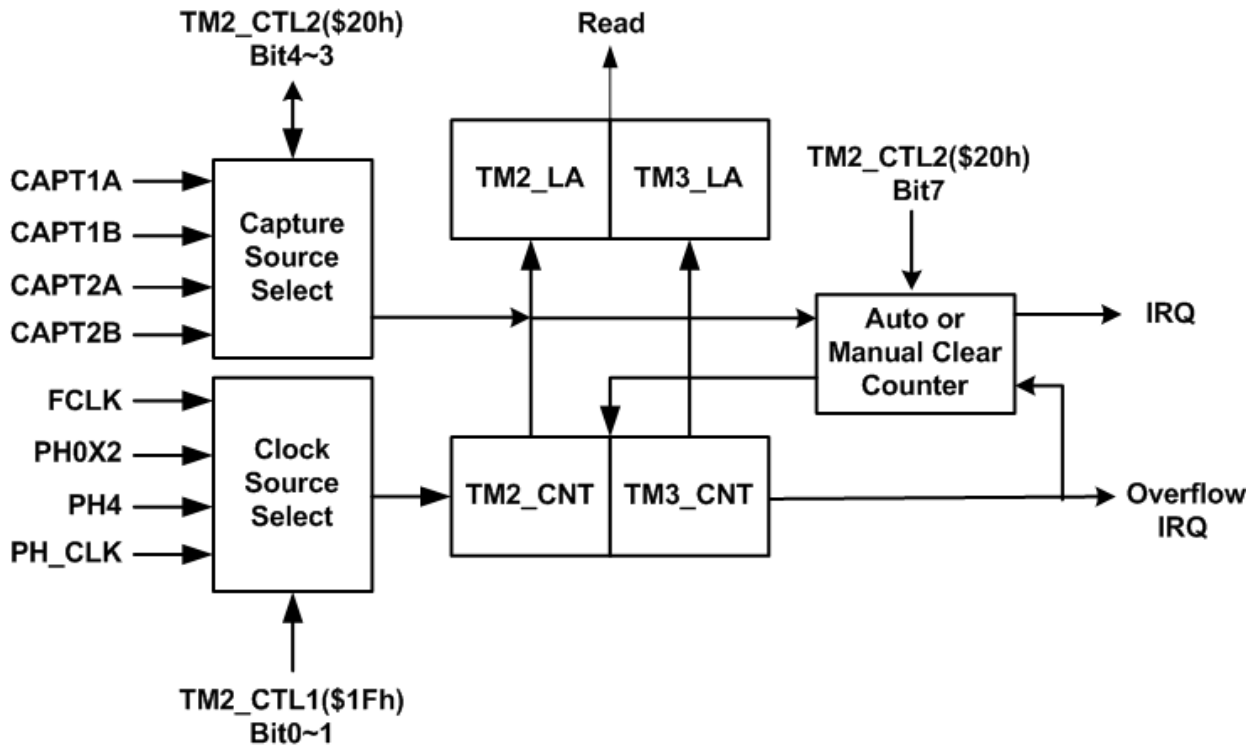 TM2_CTL2($20h)
Bit4~3
Read
CAPT1A
CAPT1B
CAPT2A
CAPT2B
Capture
Source
Select
TM2_LA
TM3_LA
TM2_CTL2($20h)
Bit7
Auto or
Manual Clear
Counter
IRQ
FCLK
PH0X2
PH4
PH_CLK
Clock
Source
Select
TM2_CNT
TM3_CNT
Overflow
IRQ
TM2_CTL1($1Fh)
Bit0~1